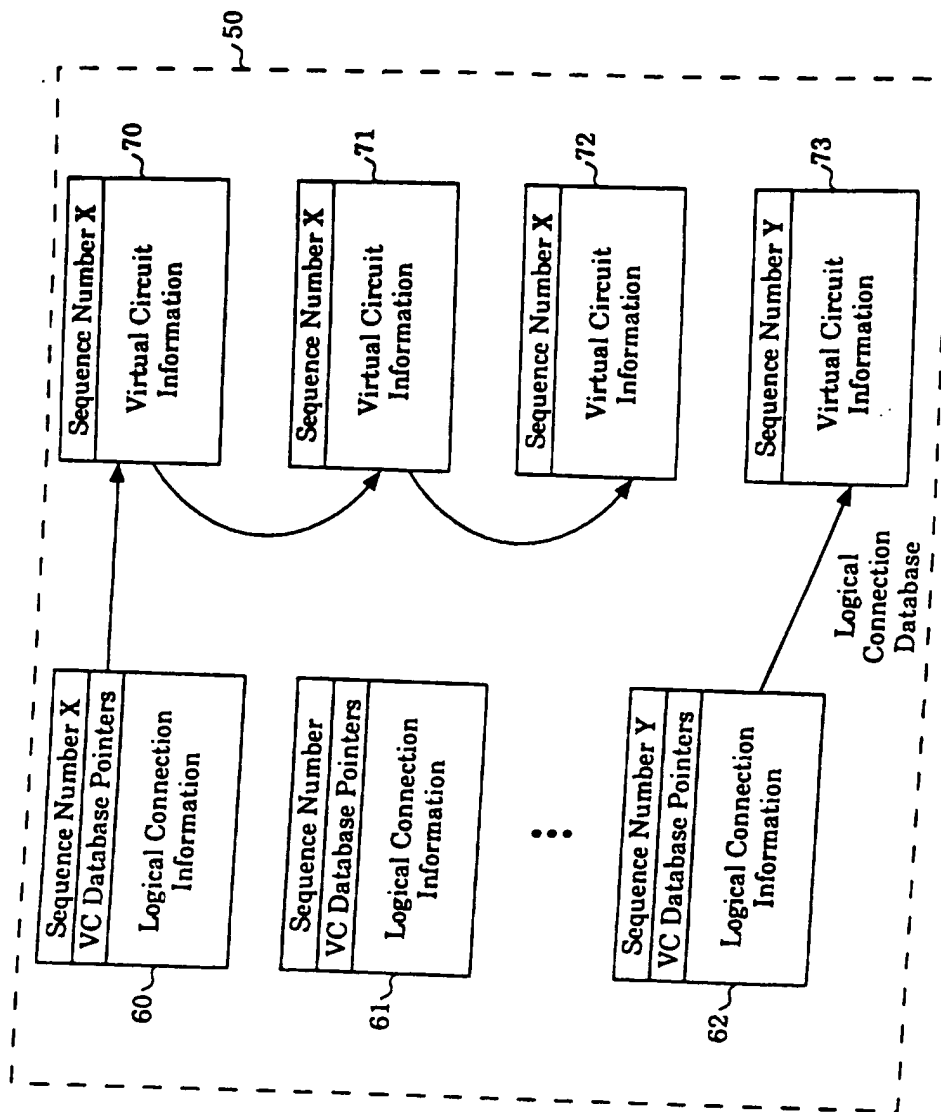 50
Sequence Number X
VC Database Pointers
Logical Connection
Information
60
Sequence Number X
Virtual Circuit
Information
70
Sequence Number
VC Database Pointers
Logical Connection
Information
61
Sequence Number X
Virtual Circuit
Information
71
Sequence Number X
Virtual Circuit
Information
72
Sequence Number Y
VC Database Pointers
Logical Connection
Information
62
Sequence Number Y
Virtual Circuit
Information
73
Logical
Connection
Database